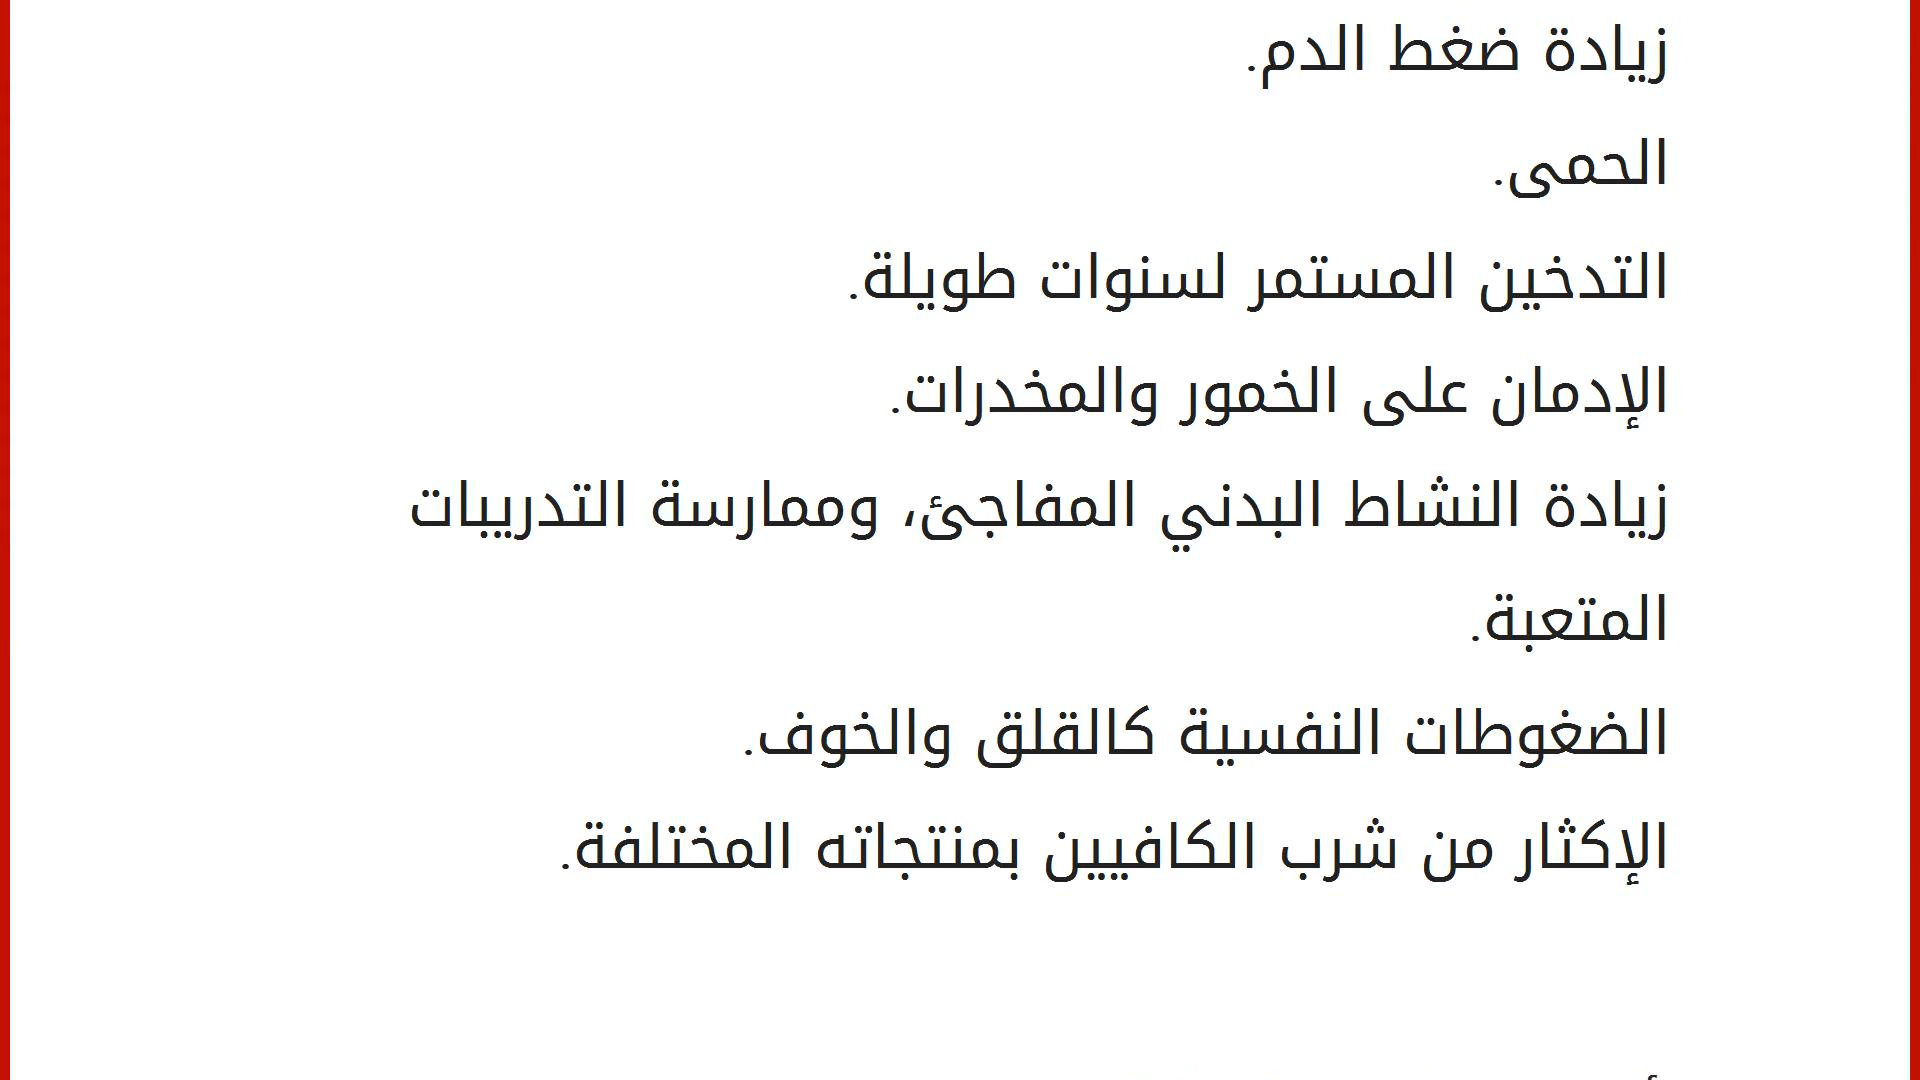 زيادة ضغط الدم.
الحمى.
التدخين المستمر لسنوات طويلة.
الإدمان على الخمور والمخدرات.
زيادة النشاط البدني المفاجئ، وممارسة التدريبات
المتعبة.
الضغوطات النفسية كالقلق والخوف.
الإكثار من شرب الكافيين بمنتجاته المختلفة.